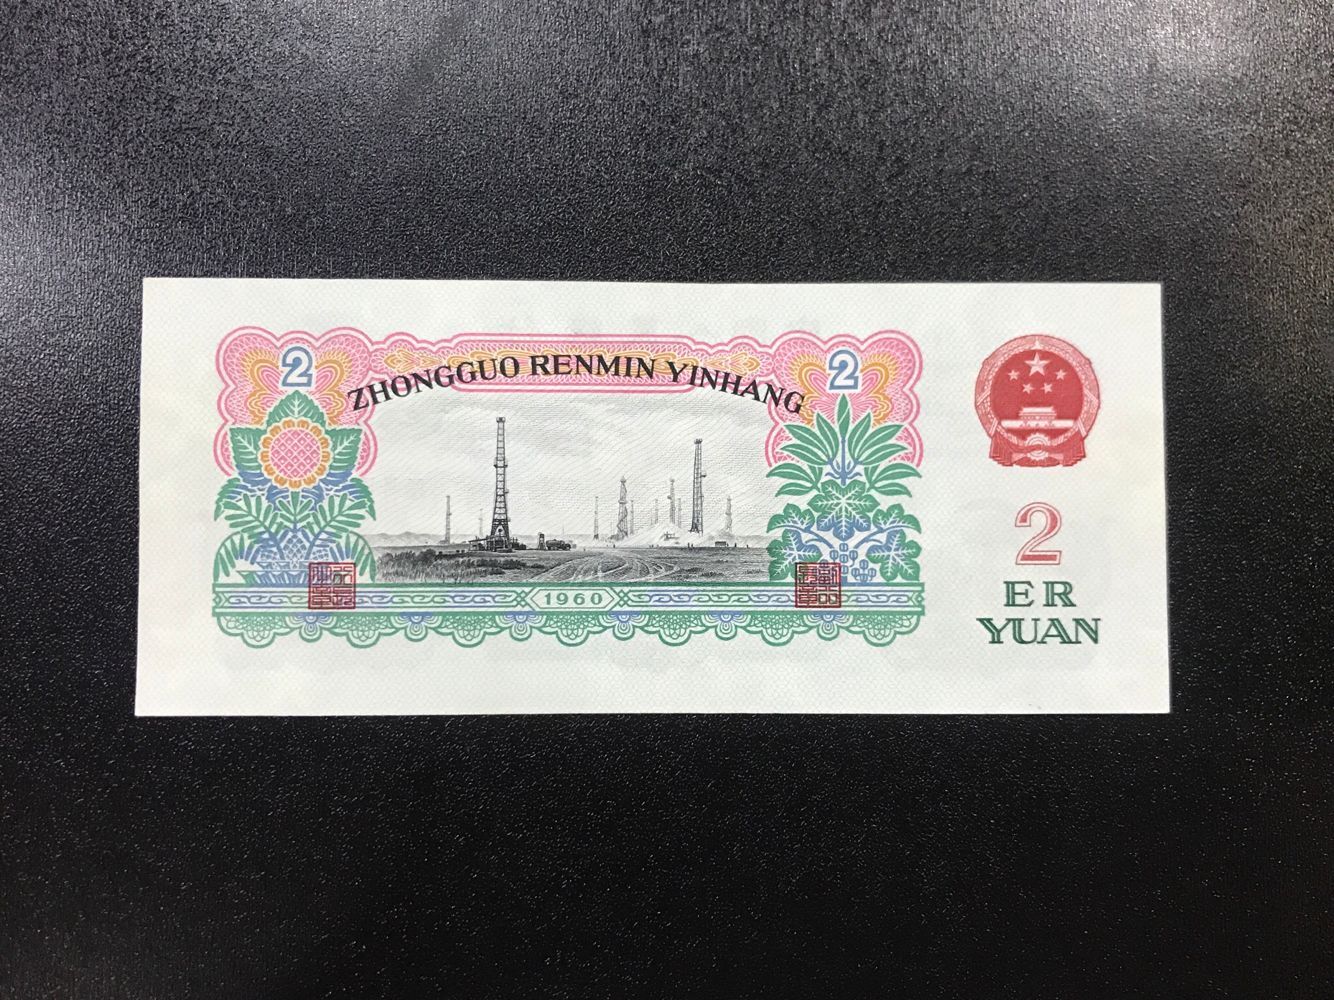 2
ZHONGGUO RENMIN YINHANG
2
1960
2
ER
YUAN